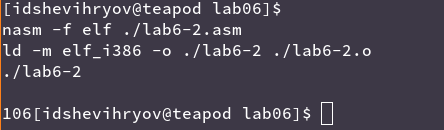 [idshevihryov@teapod lab06]$
nasm -f elf ./lab6-2.asm
ld -m elf_i386 -o ./lab6-2 ./lab6-2.o
./lab6-2
106[idshevihryov@teapod lab06]$